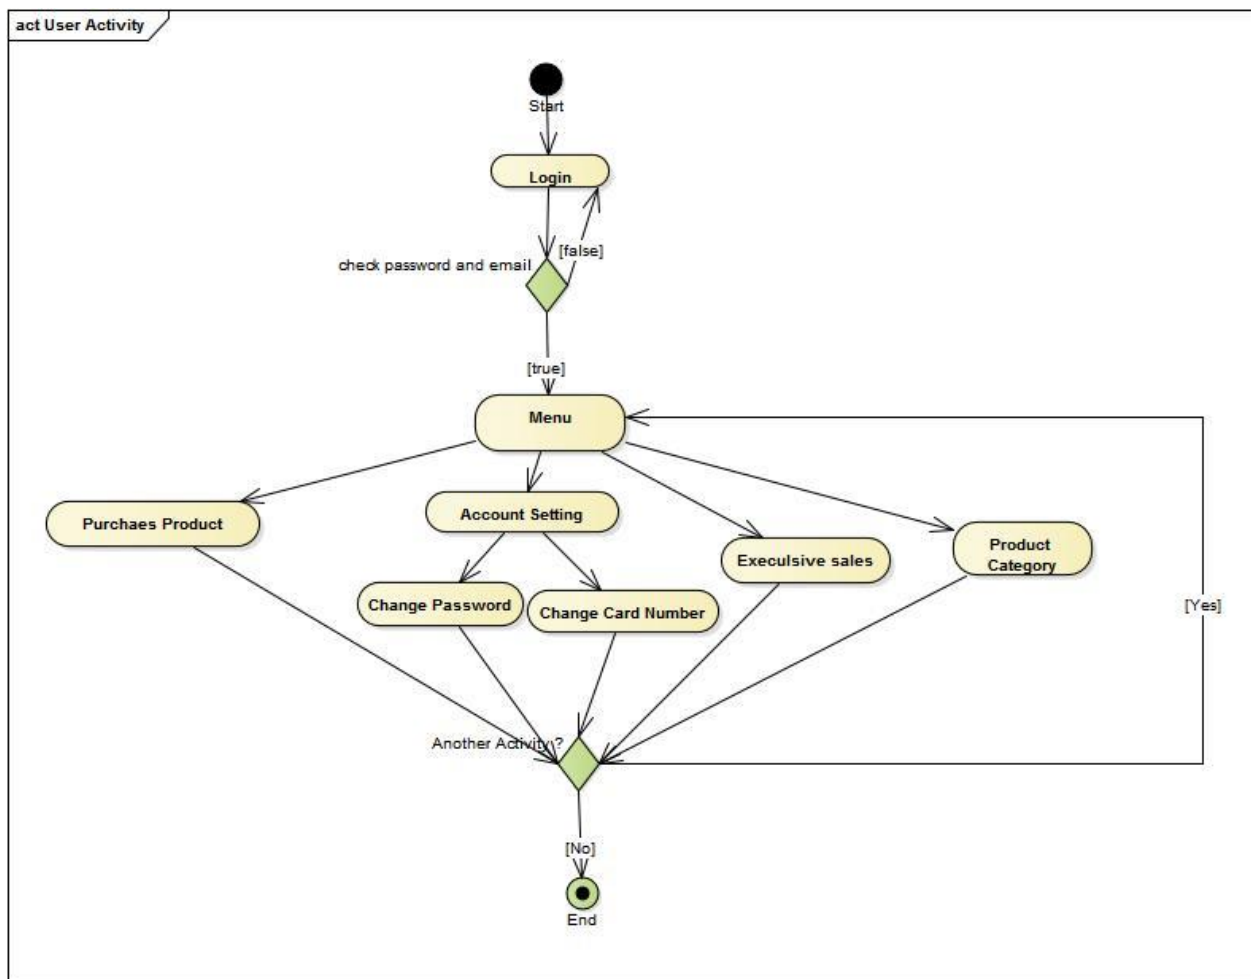 act User Activity
Start
Login
[false]
check password and email
[true]
Menu
Purchaes Product
Account Setting
Execulsive sales
Product
Category
Change Password
Change Card Number
[Yes]
Another Activity ?
[No]
End